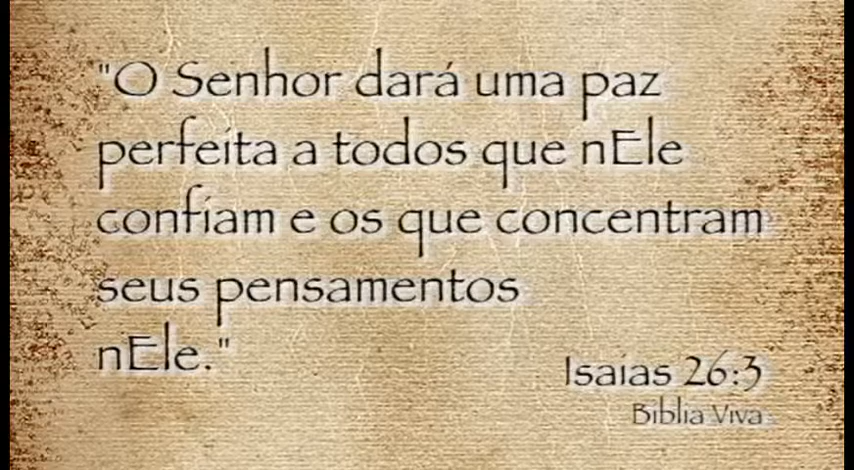 "O Senhor dará uma paz
perfeita a todos que nEle
confiam e os que concentram
seus pensamentos
nEle."
Isaías 26:3
Bíblia Viva